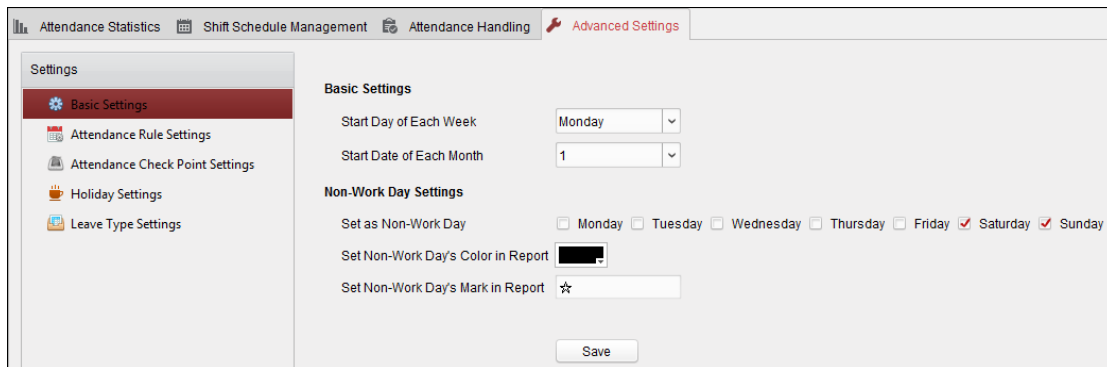 Attendance Statistics Shift Schedule Management Attendance Handling Advanced Settings
Settings
Basic Settings
Attendance Rule Settings
Attendance Check Point Settings
Holiday Settings
Leave Type Settings
Basic Settings
Start Day of Each Week Monday
Start Date of Each Month 1
Non-Work Day Settings
Set as Non-Work Day Monday Tuesday Wednesday Thursday Friday Saturday Sunday
Set Non-Work Day's Color in Report
Set Non-Work Day's Mark in Report ☆
Save